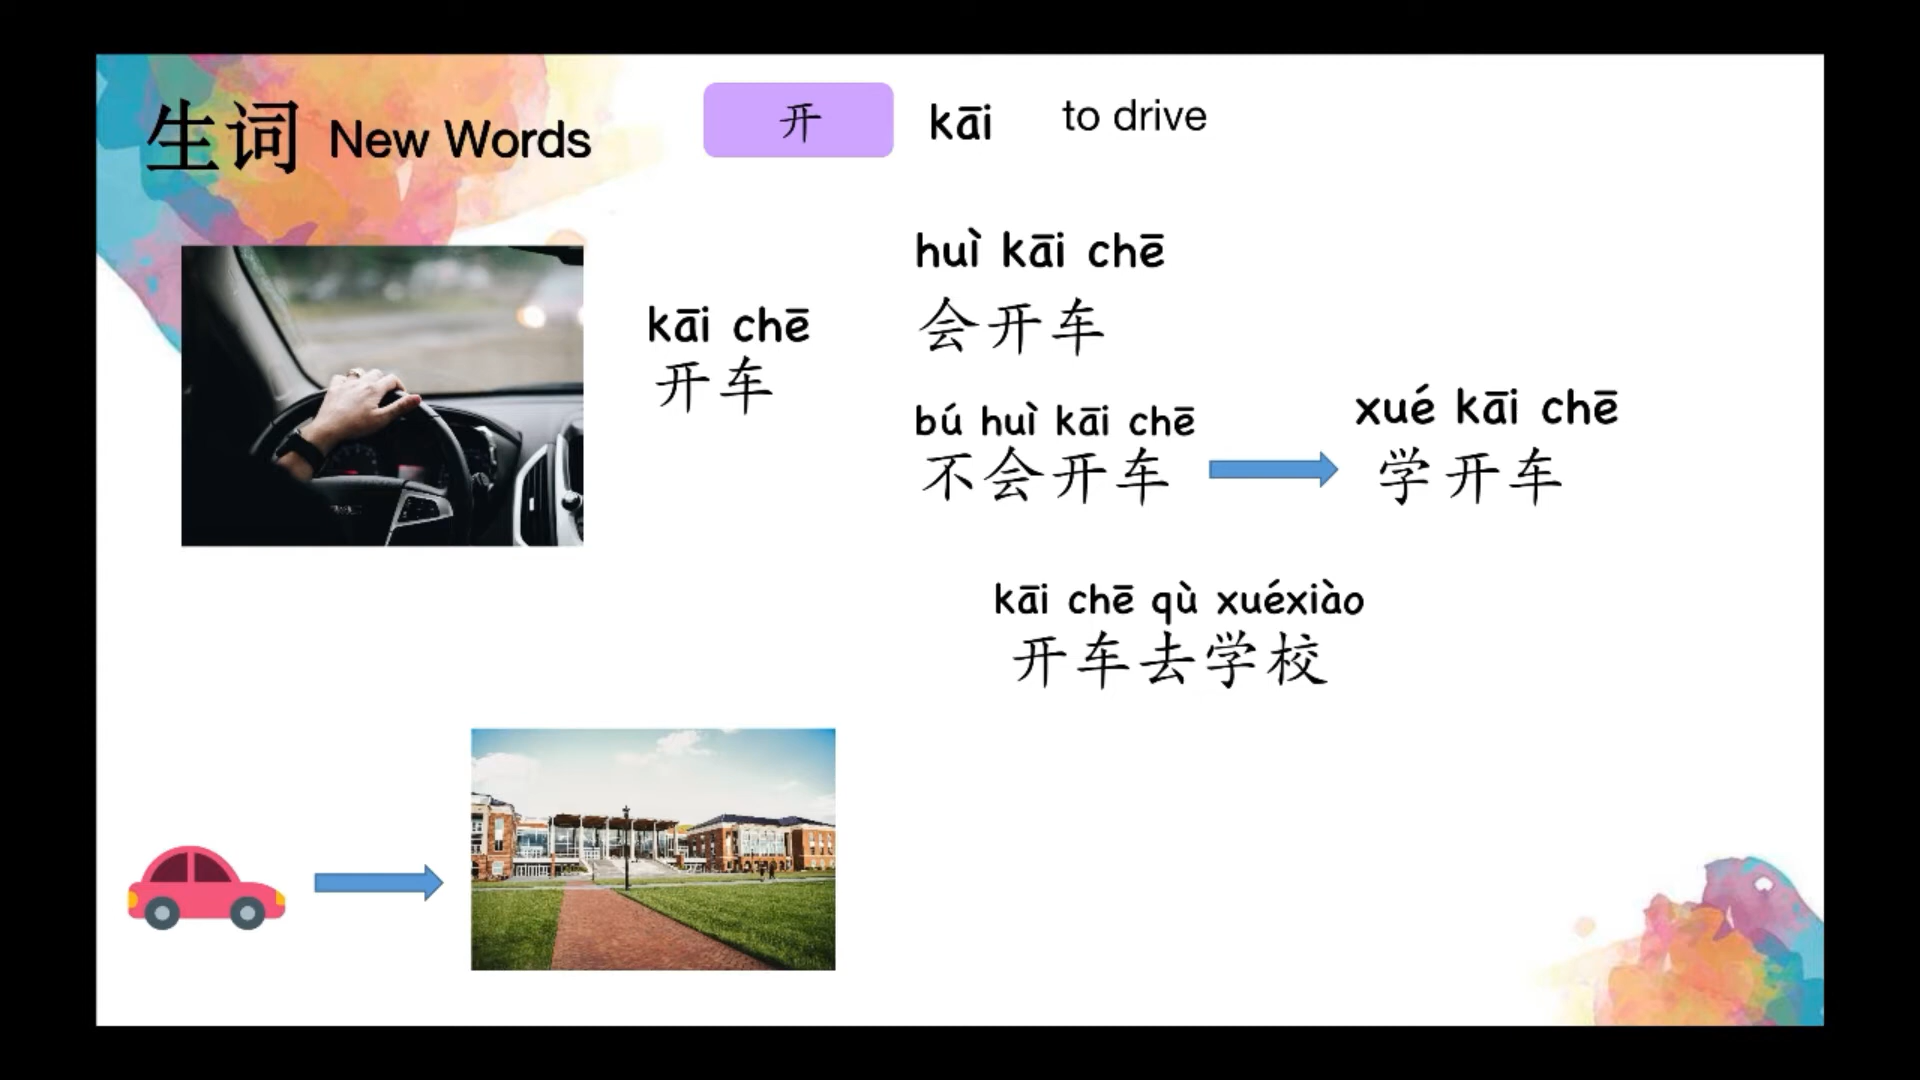 生词 New Words
开 kāi to drive
kāi chē
开车
huì kāi chē
会开车
bú huì kāi chē
不会开车
xué kāi chē
学开车
kāi chē qù xuéxiào
开车去学校